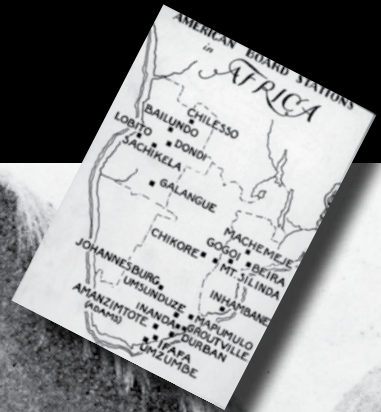 AMERICAN BOARD STATIONS
in
AFRICA
CHILESSO
BAILUNDO
LOBITO
DONDI
SACHIKELA
GALANGUE
MACHEMEJE
GOGOI
CHIKORE
BEIRA
MT. SILINDA
JOHANNESBURG
INHAMBANE
UMSUNDUZE
INANDA
MAPUMULO
AMANZIMTOTE
(ADAMS)
GROUTVILLE
DURBAN
IFAFA
UMZUMBE